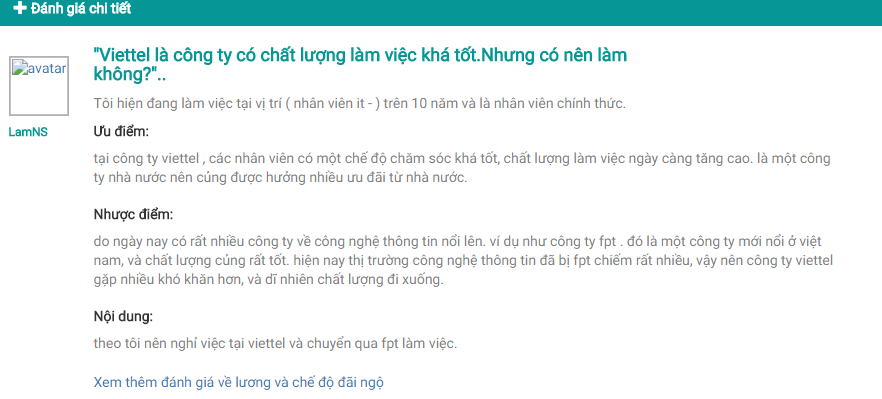 Đánh giá chi tiết
"Viettel là công ty có chất lượng làm việc khá tốt.Nhưng có nên làm
không?"..
avatar
Tôi hiện đang làm việc tại vị trí ( nhân viên it - ) trên 10 năm và là nhân viên chính thức.
LamNS
Ưu điểm:
tại công ty viettel , các nhân viên có một chế độ chăm sóc khá tốt, chất lượng làm việc ngày càng tăng cao. là một công
ty nhà nước nên củng được hưởng nhiều ưu đãi từ nhà nước.
Nhược điểm:
do ngày nay có rất nhiều công ty về công nghệ thông tin nổi lên. ví dụ như công ty fpt . đó là một công ty mới nổi ở việt
nam, và chất lượng củng rất tốt. hiện nay thị trường công nghệ thông tin đã bị fpt chiếm rất nhiều, vậy nên công ty viettel
gặp nhiều khó khăn hơn, và dĩ nhiên chất lượng đi xuống.
Nội dung:
theo tôi nên nghỉ việc tại viettel và chuyển qua fpt làm việc.
Xem thêm đánh giá về lương và chế độ đãi ngộ